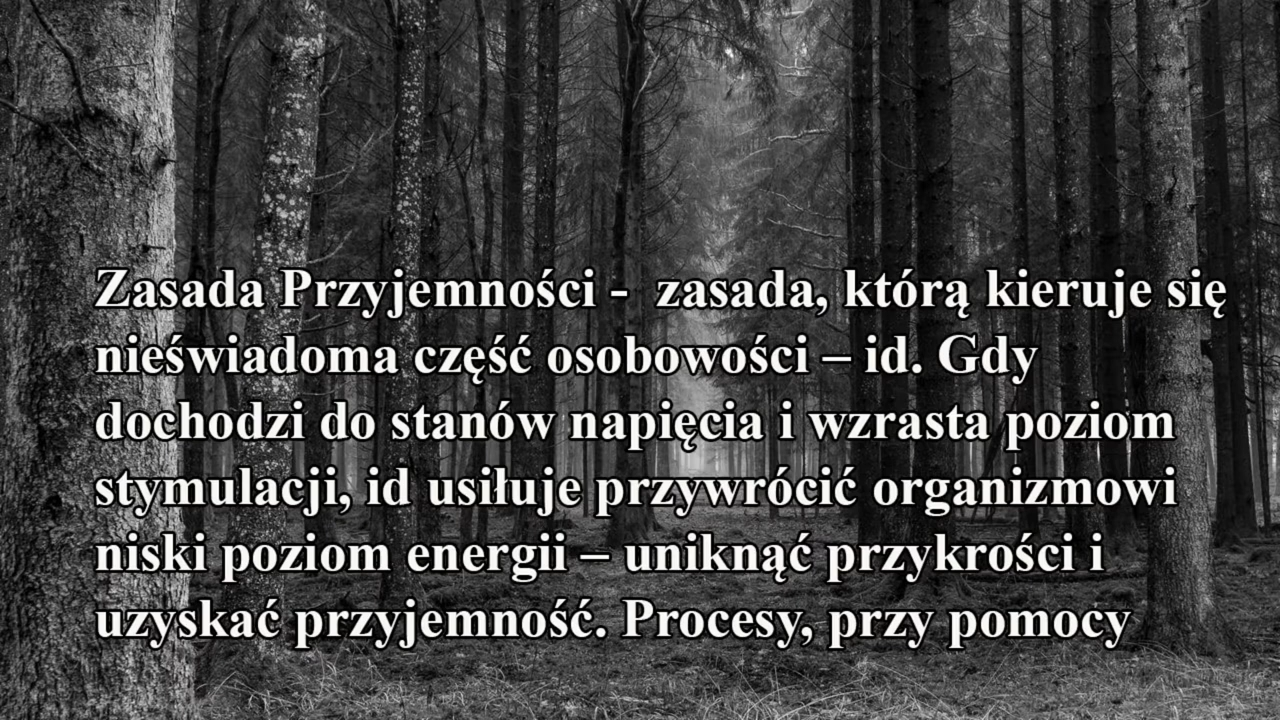 Zasada Przyjemności -  zasada, którą kieruje się
nieświadoma część osobowości – id. Gdy
dochodzi do stanów napięcia i wzrasta poziom
stymulacji, id usiłuje przywrócić organizmowi
niski poziom energii – uniknąć przykrości i
uzyskać przyjemność. Procesy, przy pomocy